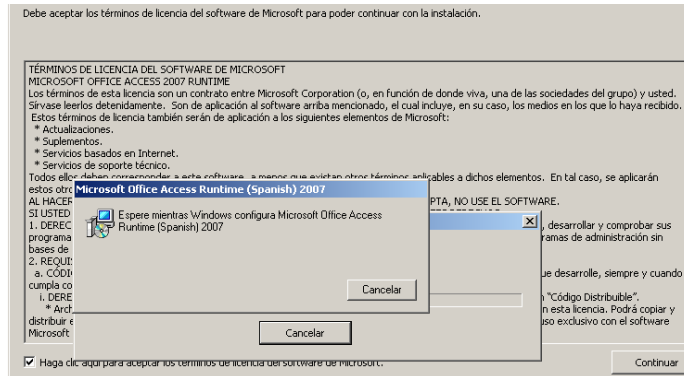 Debe aceptar los términos de licencia del software de Microsoft para poder continuar con la instalación.
TÉRMINOS DE LICENCIA DEL SOFTWARE DE MICROSOFT
MICROSOFT OFFICE ACCESS 2007 RUNTIME
Los términos de esta licencia son un contrato entre Microsoft Corporation (o, en función de donde viva, una de las sociedades del grupo) y usted.
Sírvase leerlos detenidamente. Son de aplicación al software arriba mencionado, el cual incluye, en su caso, los medios en los que lo haya recibido.
Estos términos de licencia también serán de aplicación a los siguientes elementos de Microsoft:
* Actualizaciones.
* Suplementos.
* Servicios basados en Internet.
* Servicios de soporte técnico.
Todos ellos deben corresponder a este software, a menos que existan otros términos aplicables a dichos elementos. En tal caso, se aplicarán
estos otro
AL HACER PTA, NO USE EL SOFTWARE.
SI USTED
1. DEREC , desarrollar y comprobar sus
programa ramas de administración sin
bases de
2. REQUI
a. CÓDI ue desarrolle, siempre y cuando
cumpla co
i. DERE "Código Distribuible".
* Arch n esta licencia. Podrá copiar y
distribuir e uso exclusivo con el software
Microsoft
Microsoft Office Access Runtime (Spanish) 2007
Espere mientras Windows configura Microsoft Office Access
Runtime (Spanish) 2007
Cancelar
Cancelar
Haga clic aquí para aceptar los términos de licencia del software de Microsoft.
Continuar